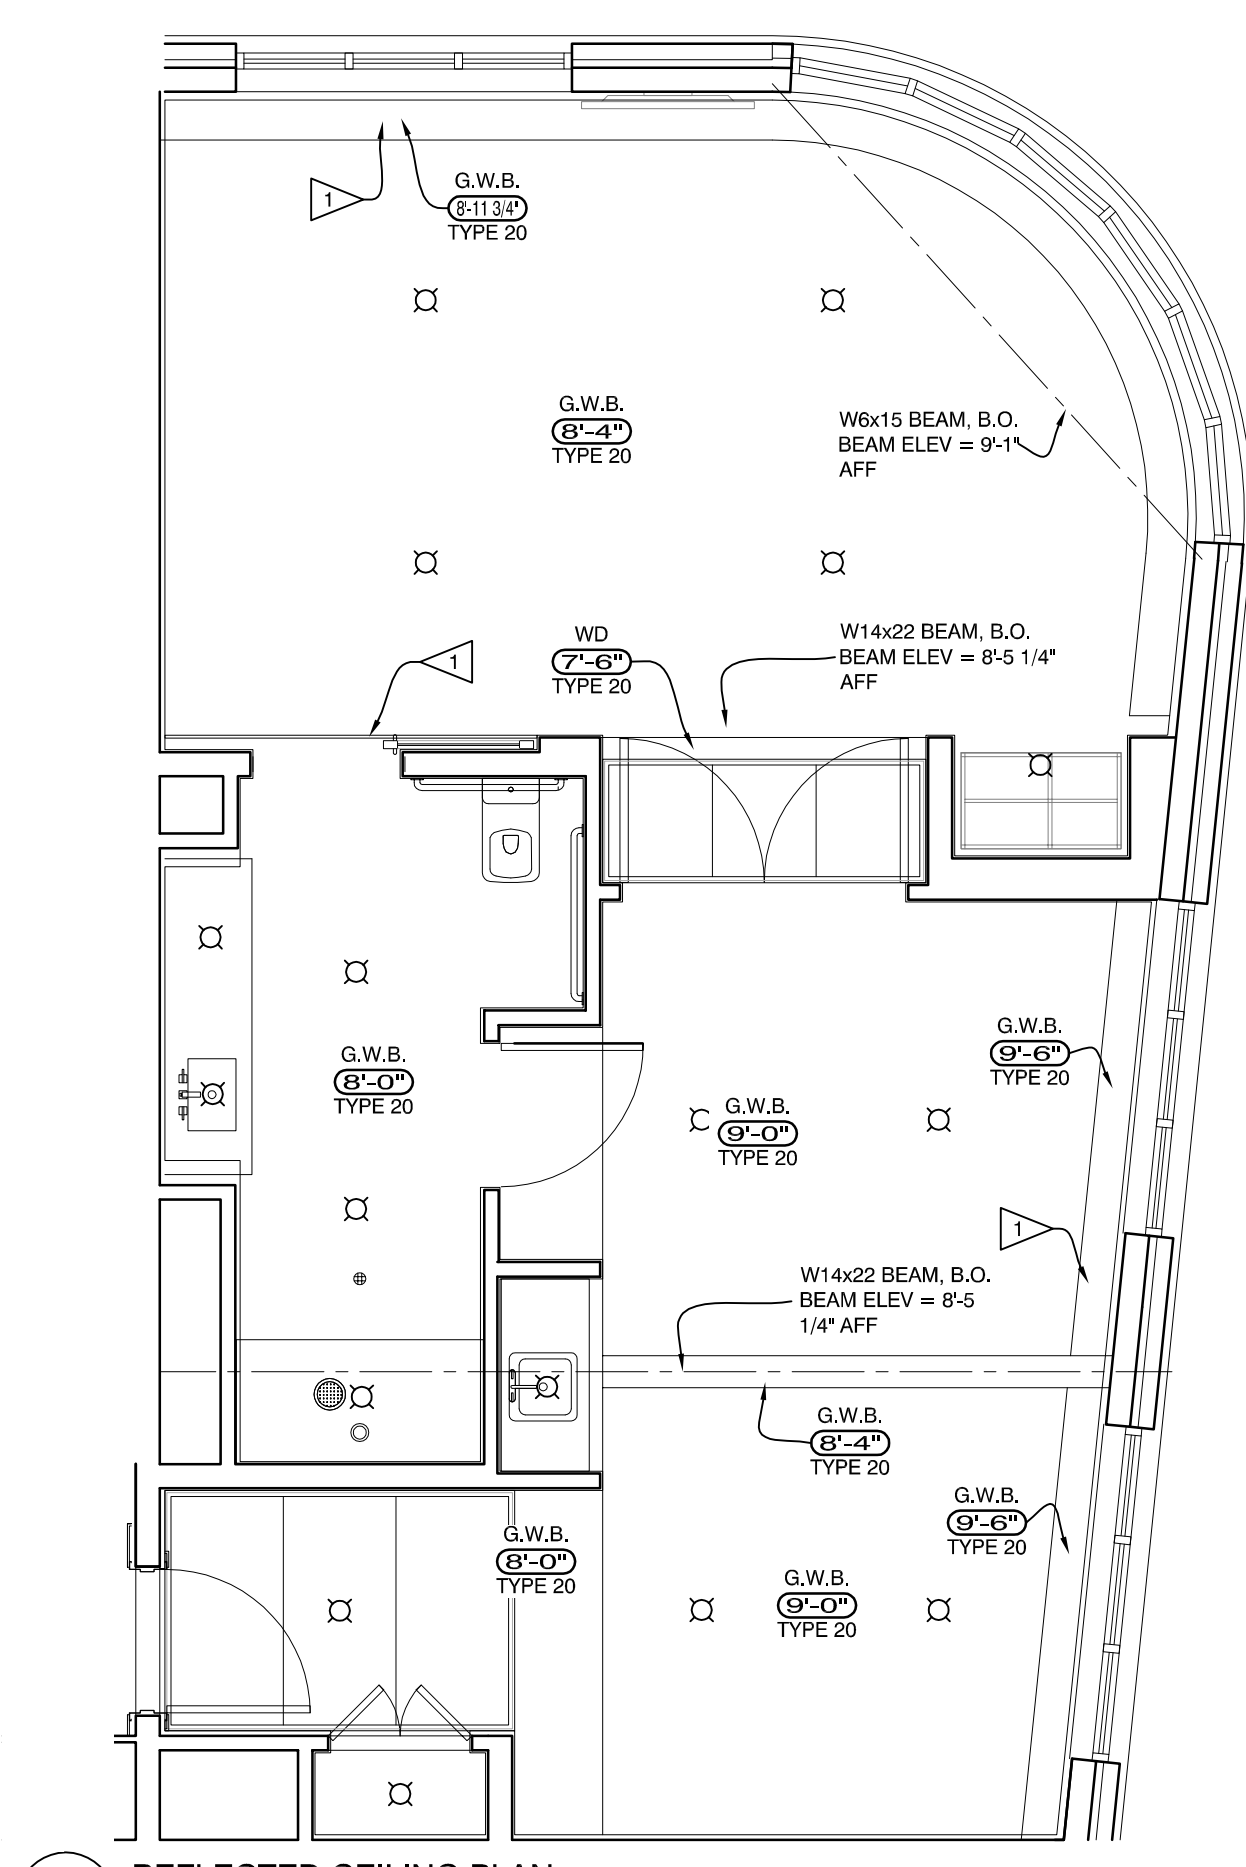 G.W.B.
8'-11 3/4"
TYPE 20
1
G.W.B.
8'-4"
TYPE 20
W6x15 BEAM, B.O.
BEAM ELEV = 9'-1"
AFF
WD
7'-6"
TYPE 20
W14x22 BEAM, B.O.
BEAM ELEV = 8'-5 1/4"
AFF
1
G.W.B.
8'-0"
TYPE 20
G.W.B.
9'-6"
TYPE 20
G.W.B.
9'-0"
TYPE 20
1
W14x22 BEAM, B.O.
BEAM ELEV = 8'-5
1/4" AFF
G.W.B.
8'-4"
TYPE 20
G.W.B.
9'-6"
TYPE 20
G.W.B.
8'-0"
TYPE 20
G.W.B.
9'-0"
TYPE 20
REFLECTED CEILING PLAN